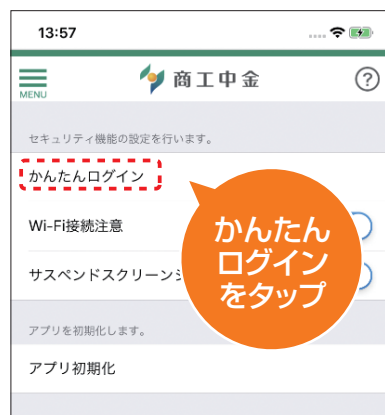 13:57
商工中金
MENU
?
セキュリティ機能の設定を行います。
かんたんログイン
Wi-Fi接続注意
サスペンドスクリーン
かんたん
ログイン
をタップ
アプリを初期化します。
アプリ初期化